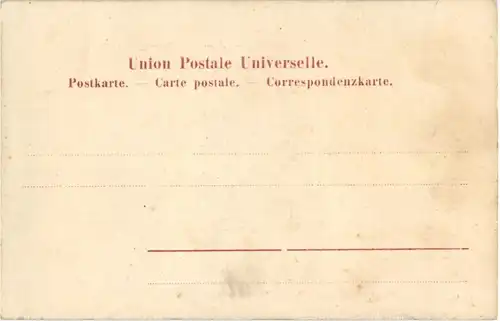 Union Postale Universelle.
Postkarte. — Carte postale. — Correspondenzkarte.